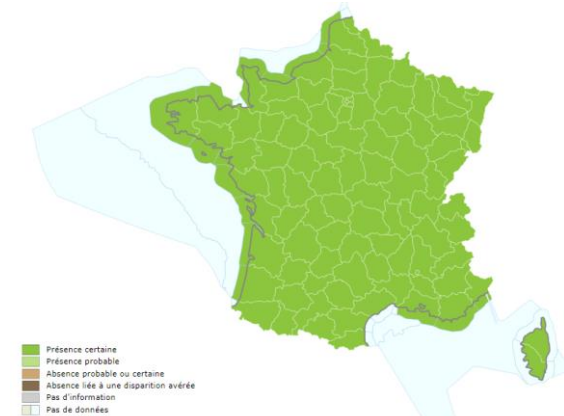 Présence certaine
Présence probable
Absence probable ou certaine
Absence liée à une disparition avérée
Pas d'information
Pas de données